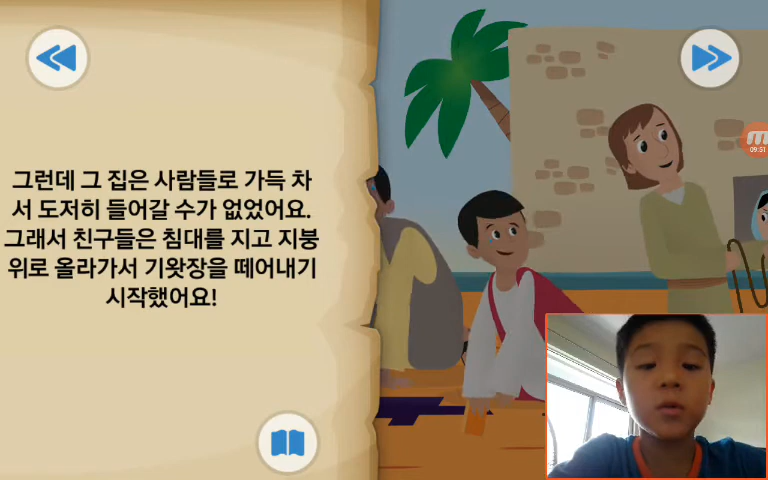 그런데 그 집은 사람들로 가득 차
서 도저히 들어갈 수가 없었어요.
그래서 친구들은 침대를 지고 지붕
위로 올라가서 기왓장을 떼어내기
시작했어요!
09:51